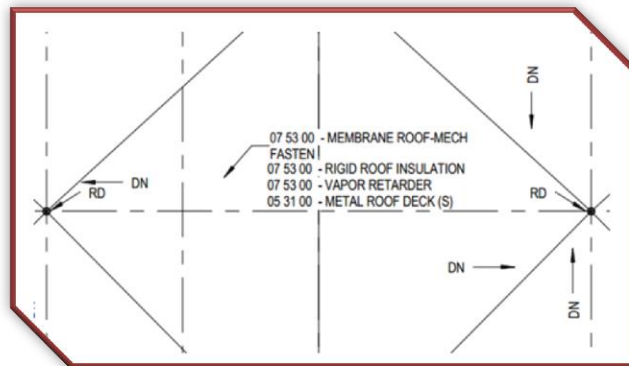 DN
07 53 00 - MEMBRANE ROOF-MECH
FASTEN
07 53 00 - RIGID ROOF INSULATION
07 53 00 - VAPOR RETARDER
05 31 00 - METAL ROOF DECK (S)
DN
RD
RD
DN
DN